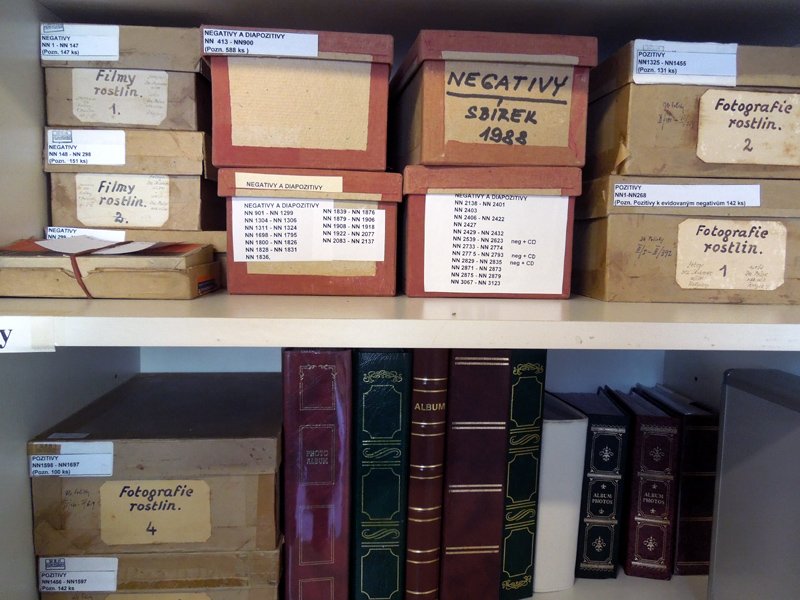 NEGATIVY
NN 1 - NN 147
(Pozn. 147 ks)
Filmy
rostlin.
1.
NEGATIVY
NN 148 - NN 298
(Pozn. 151 ks)
Filmy
rostlin.
2.
NEGATIVY A DIAPOZITIVY
NN 413 - NN900
(Pozn. 588 ks)
NEGATIVY
SBÍREK
1988
POZITIVY
NN1325 - NN1455
(Pozn. 131 ks)
Fotografie
rostlin.
2
NEGATIVY A DIAPOZITIVY
NEGATIVY A DIAPOZITIVY
NN 901 - NN 1299
NN 1304 - NN 1306
NN 1311 - NN 1324
NN 1698 - NN 1795
NN 1800 - NN 1826
NN 1828 - NN 1831
NN 1836,
NN 1839 - NN 1876
NN 1879 - NN 1906
NN 1908 - NN 1918
NN 1922 - NN 2077
NN 2083 - NN 2137
NEGATIVY A DIAPOZITIVY
NN 2138 - NN 2401
NN 2403
NN 2406 - NN 2422
NN 2427
NN 2429 - NN 2432
NN 2539 - NN 2623 neg + CD
NN 2733 - NN 2774
NN 2775 - NN 2793 neg + CD
NN 2829 - NN 2835 neg + CD
NN 2871 - NN 2873
NN 2875 - NN 2879
NN 3067 - NN 3123
POZITIVY
NN1-NN268
(Pozn. Pozitivy k evidovaným negativům 142 ks)
Fotografie
rostlin.
1
y
POZITIVY
NN1598 - NN1697
(Pozn. 100 ks)
Fotografie
rostlin.
4
POZITIVY
NN1456 - NN1597
(Pozn. 142 ks
PHOTO
ALBUM
ALBUM
ALBUM
PHOTOS
ALBUM
PHOTOS